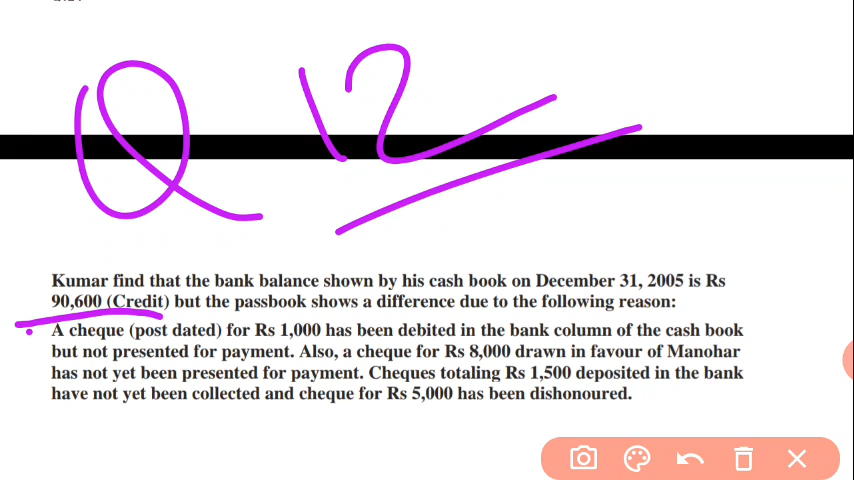 Q 12
Kumar find that the bank balance shown by his cash book on December 31, 2005 is Rs
90,600 (Credit) but the passbook shows a difference due to the following reason:
A cheque (post dated) for Rs 1,000 has been debited in the bank column of the cash book
but not presented for payment. Also, a cheque for Rs 8,000 drawn in favour of Manohar
has not yet been presented for payment. Cheques totaling Rs 1,500 deposited in the bank
have not yet been collected and cheque for Rs 5,000 has been dishonoured.